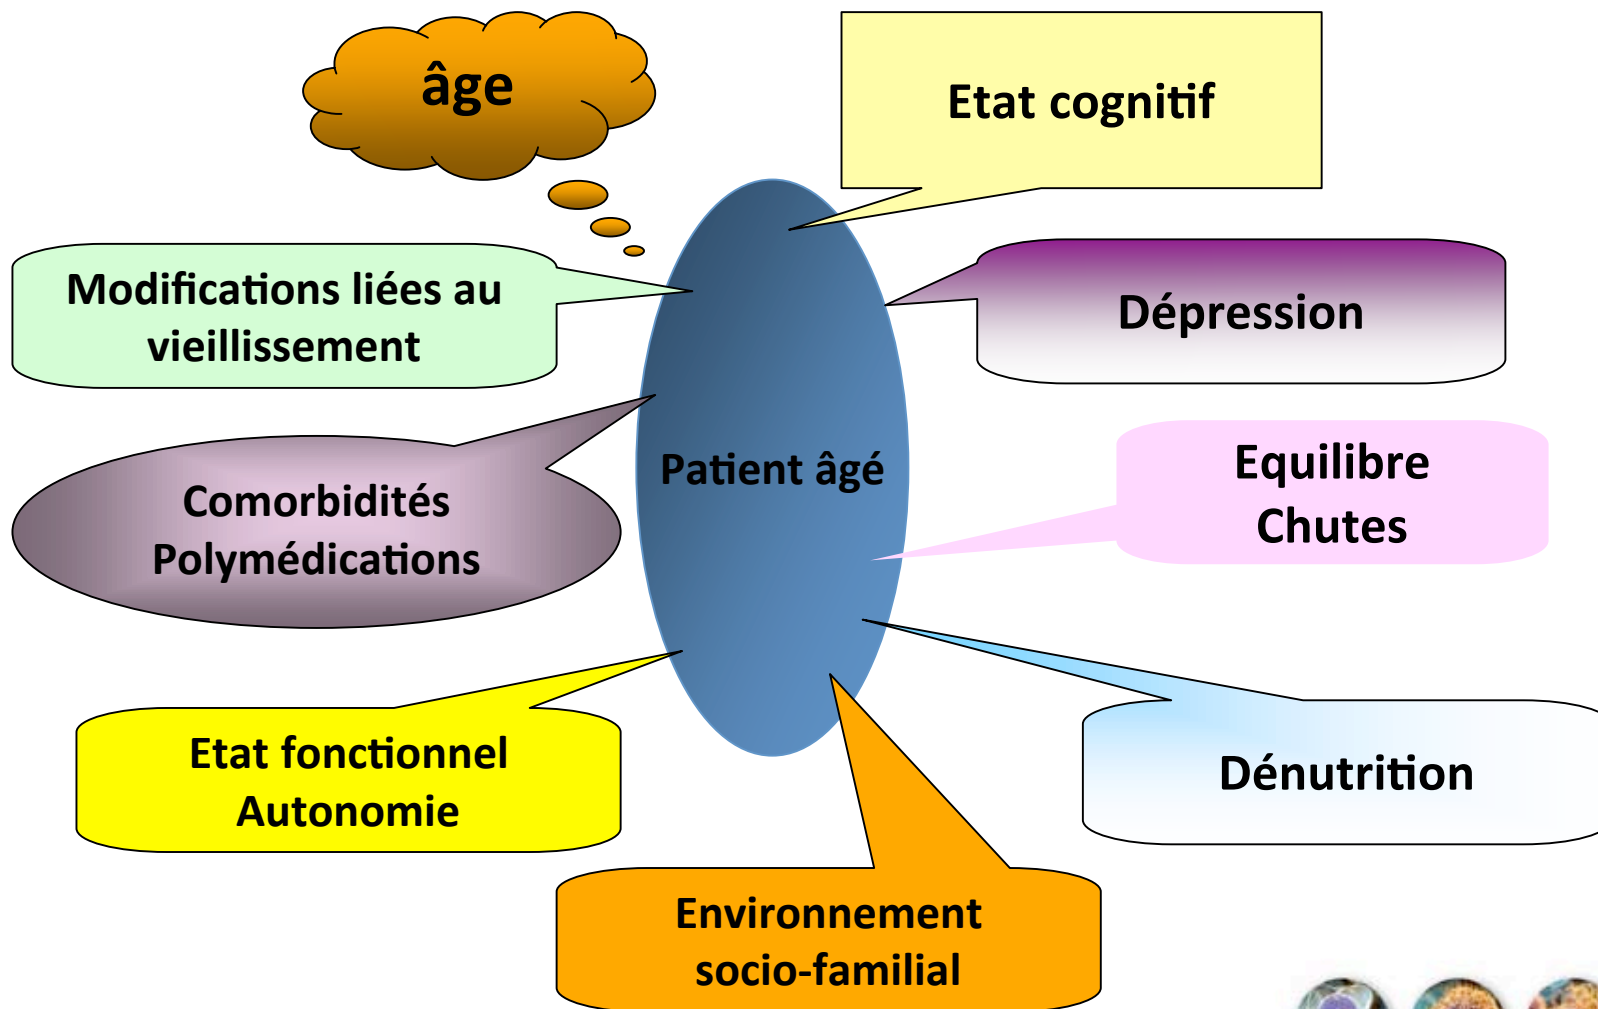 âge
Etat cognitif
Modifications liées au
vieillissement
Dépression
Patient âgé
Equilibre
Chutes
Comorbidités
Polymédications
Etat fonctionnel
Autonomie
Dénutrition
Environnement
socio-familial